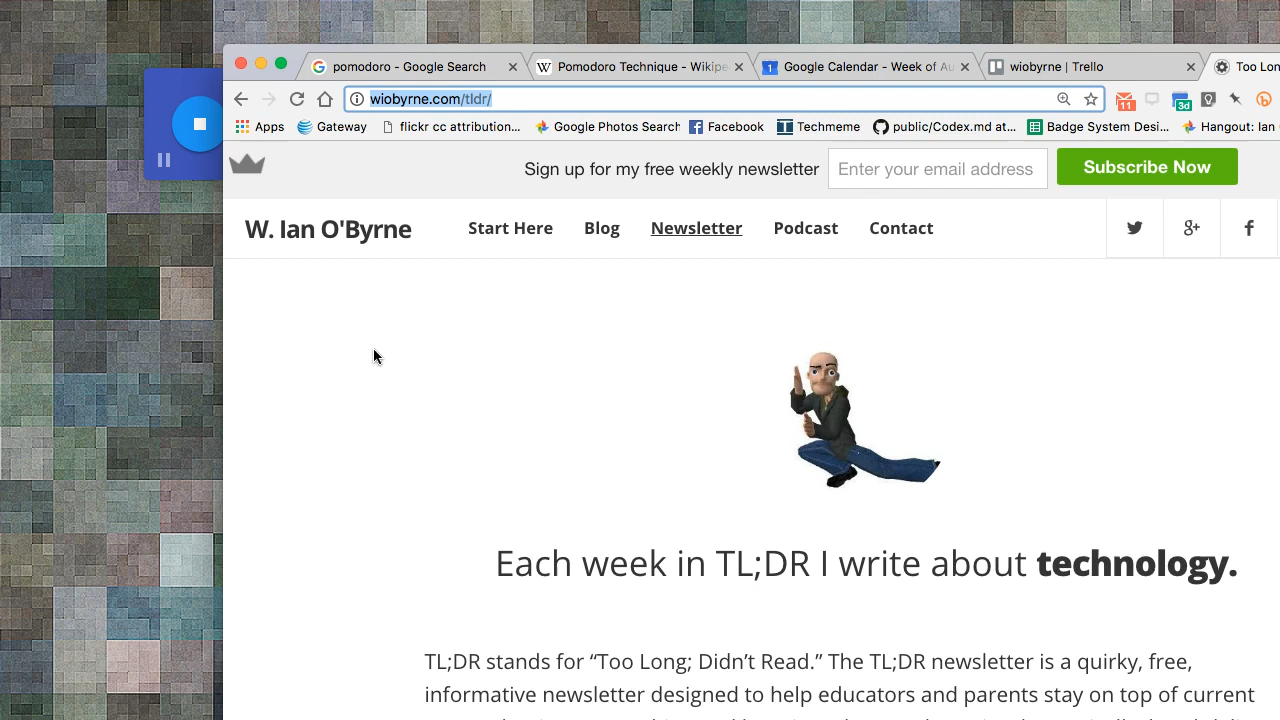 pomodoro - Google Search
Pomodoro Technique - Wikipe
Google Calendar - Week of Au
wiobyrne | Trello
Too Lon
wiobyrne.com/tldr/
11
3d
Apps
Gateway
flickr cc attribution...
Google Photos Search
Facebook
Techmeme
public/Codex.md at...
Badge System Desi...
Hangout: Ian
Sign up for my free weekly newsletter
Enter your email address
Subscribe Now
W. Ian O'Byrne
Start Here
Blog
Newsletter
Podcast
Contact
Each week in TL;DR I write about technology.
TL;DR stands for “Too Long; Didn’t Read.” The TL;DR newsletter is a quirky, free,
informative newsletter designed to help educators and parents stay on top of current